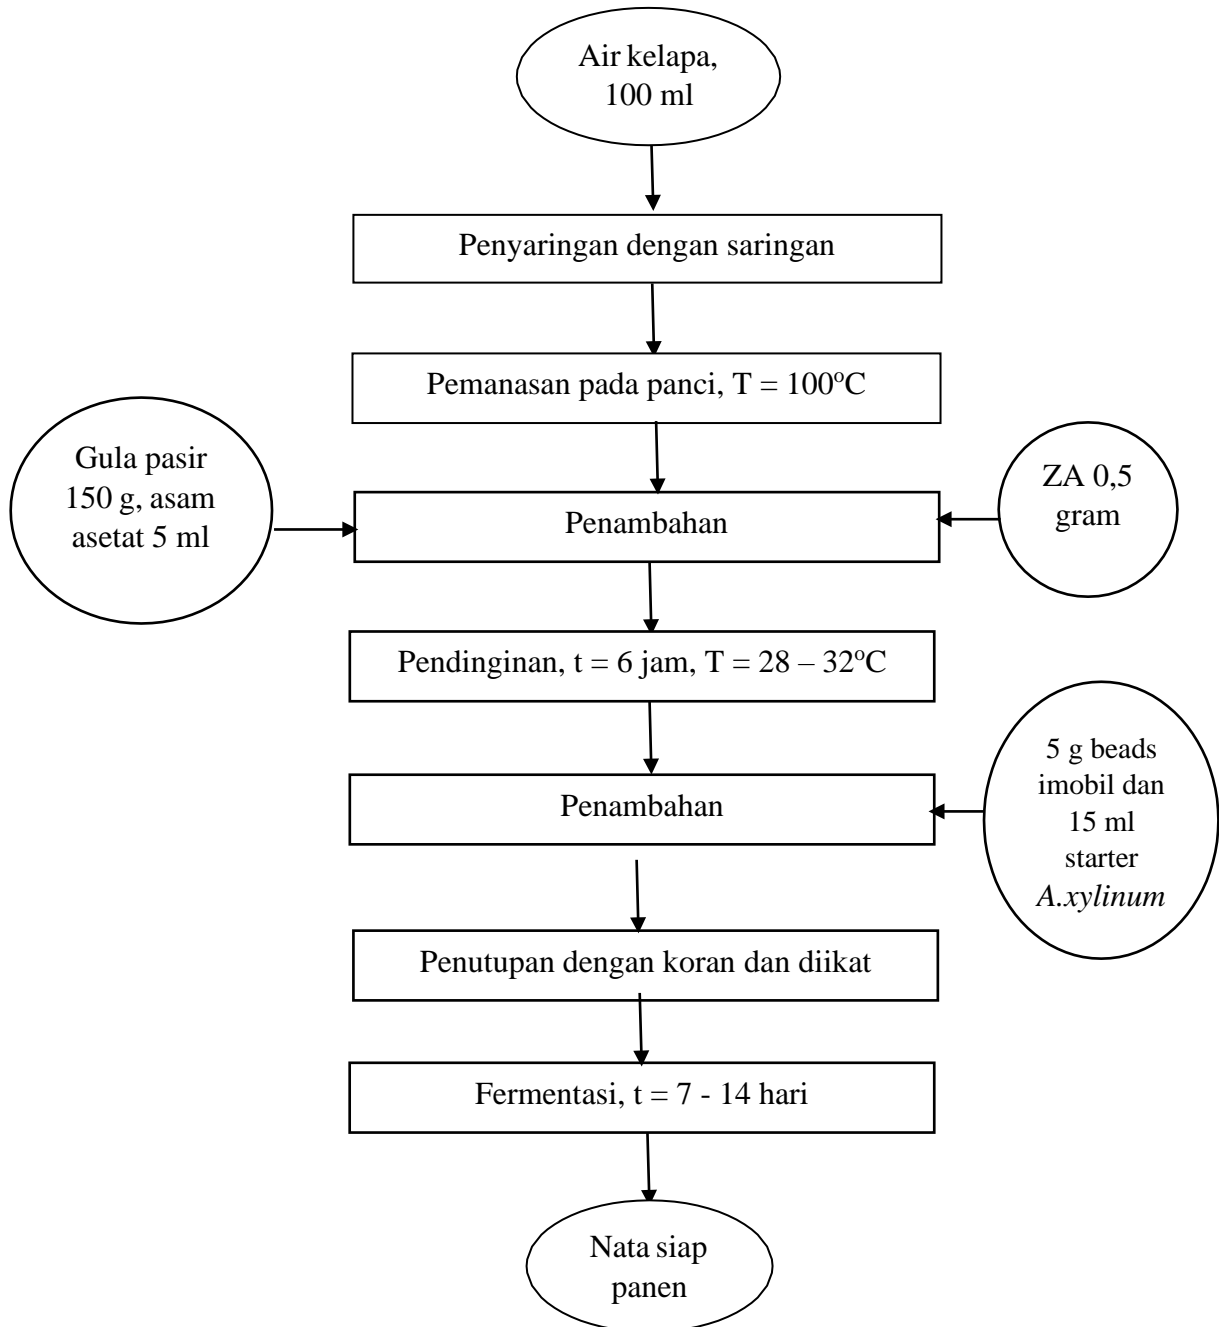 Air kelapa,
100 ml
Penyaringan dengan saringan
Pemanasan pada panci, T = 100°C
Gula pasir
150 g, asam
asetat 5 ml
ZA 0,5
gram
Penambahan
Pendinginan, t = 6 jam, T = 28 – 32°C
5 g beads
imobil dan
15 ml
starter
A.xylinum
Penambahan
Penutupan dengan koran dan diikat
Fermentasi, t = 7 - 14 hari
Nata siap
panen